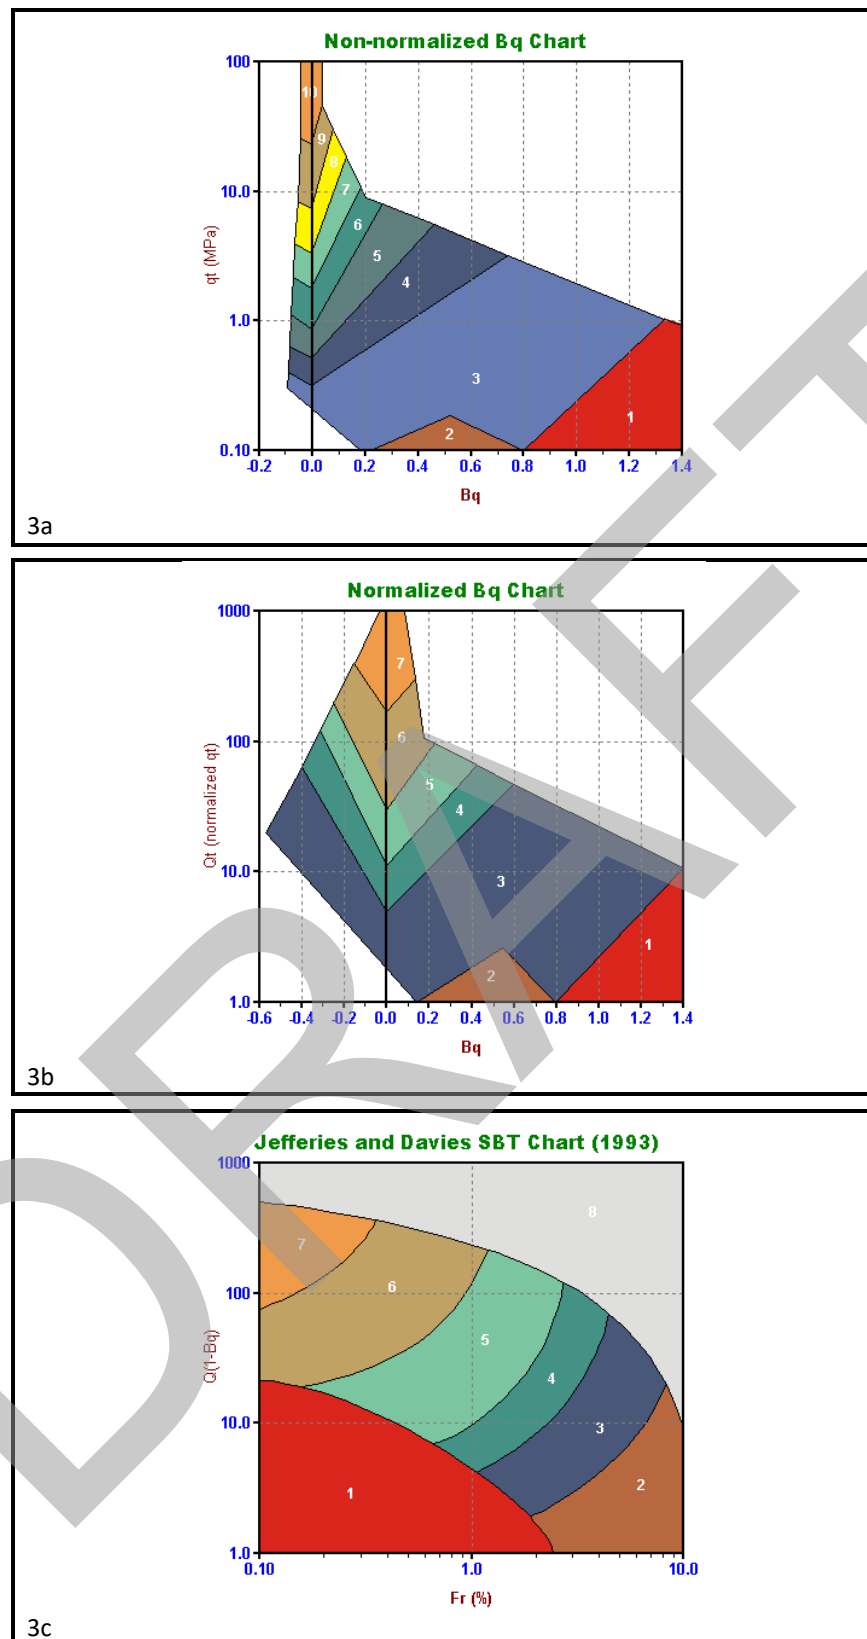 Non-normalized Bq Chart
100
10.0
1.0
0.10
qt (MPa)
10
9
8
7
6
5
4
3
2
1
-0.2 0.0 0.2 0.4 0.6 0.8 1.0 1.2 1.4
Bq
3a
Normalized Bq Chart
1000
100
10.0
1.0
Qt (normalized qt)
7
6
5
4
3
2
1
-0.6 -0.4 -0.2 0.0 0.2 0.4 0.6 0.8 1.0 1.2 1.4
Bq
3b
Jefferies and Davies SBT Chart (1993)
1000
100
10.0
1.0
Q(1-Bq)
8
7
6
5
4
3
2
1
0.10 1.0 10.0
Fr (%)
3c
DRAFT